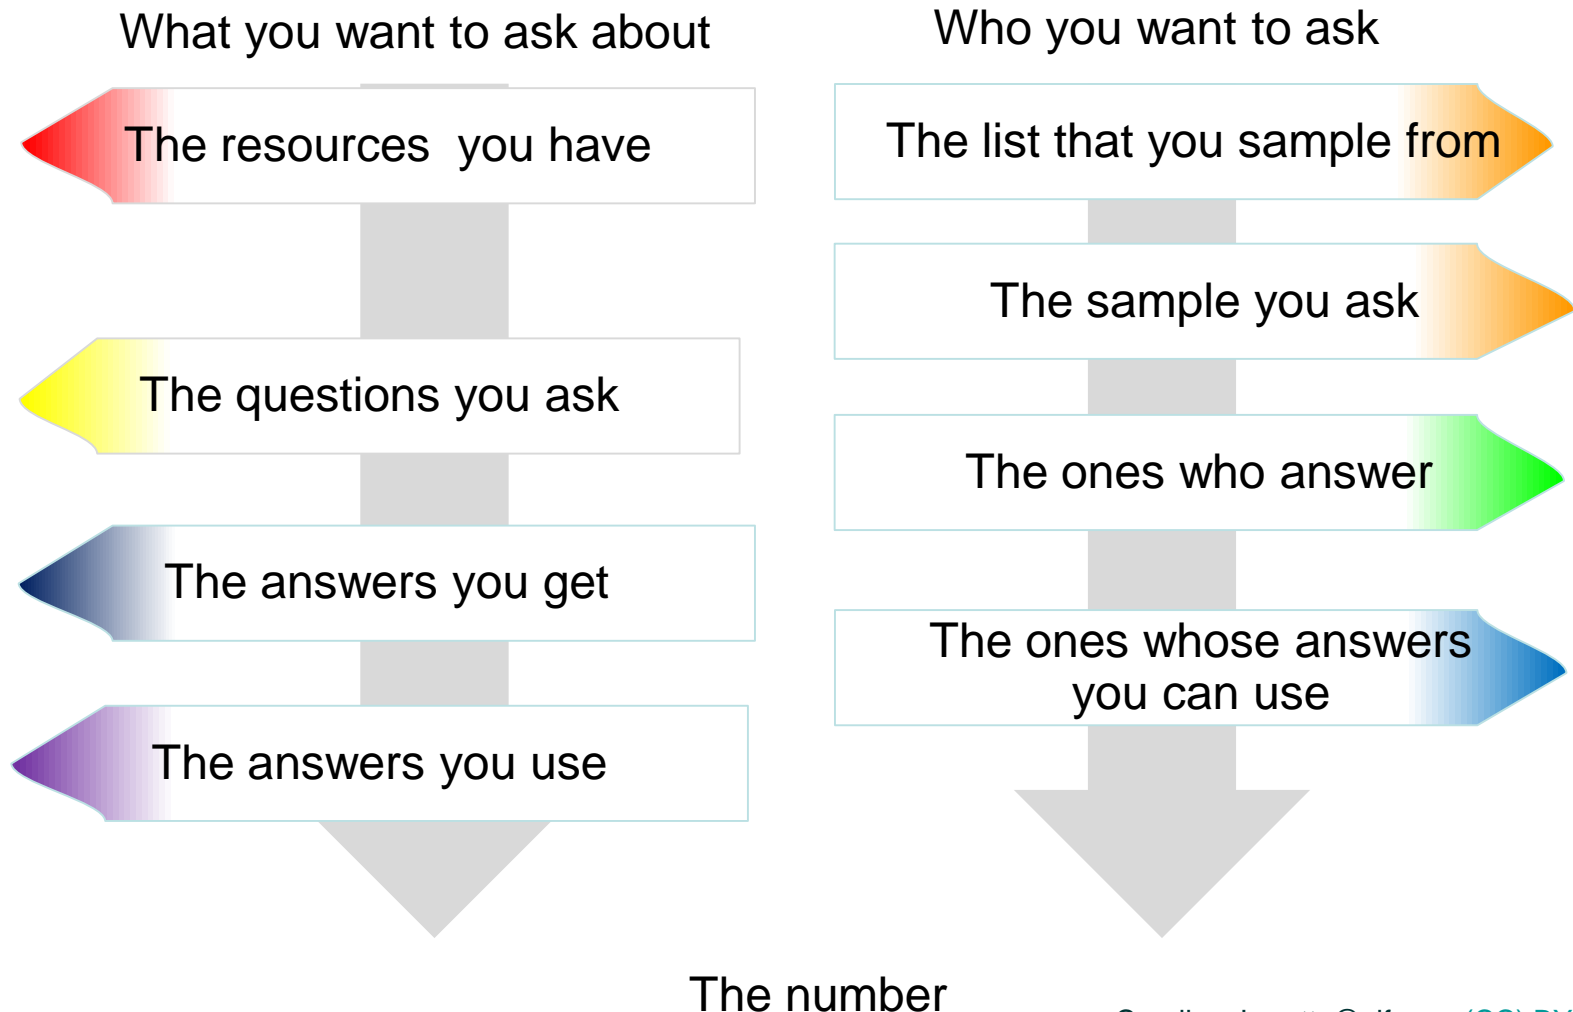 What you want to ask about
The resources you have
The questions you ask
The answers you get
The answers you use
Who you want to ask
The list that you sample from
The sample you ask
The ones who answer
The ones whose answers
you can use
The number
(CC) BY